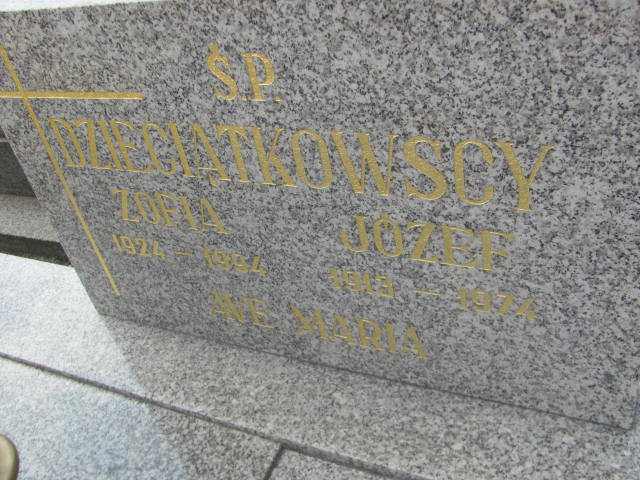 Ś.P.
DZIECIĄTKOWSCY
ZOFIA JÓZEF
1924 – 1994 1913 – 1974
AVE MARIA